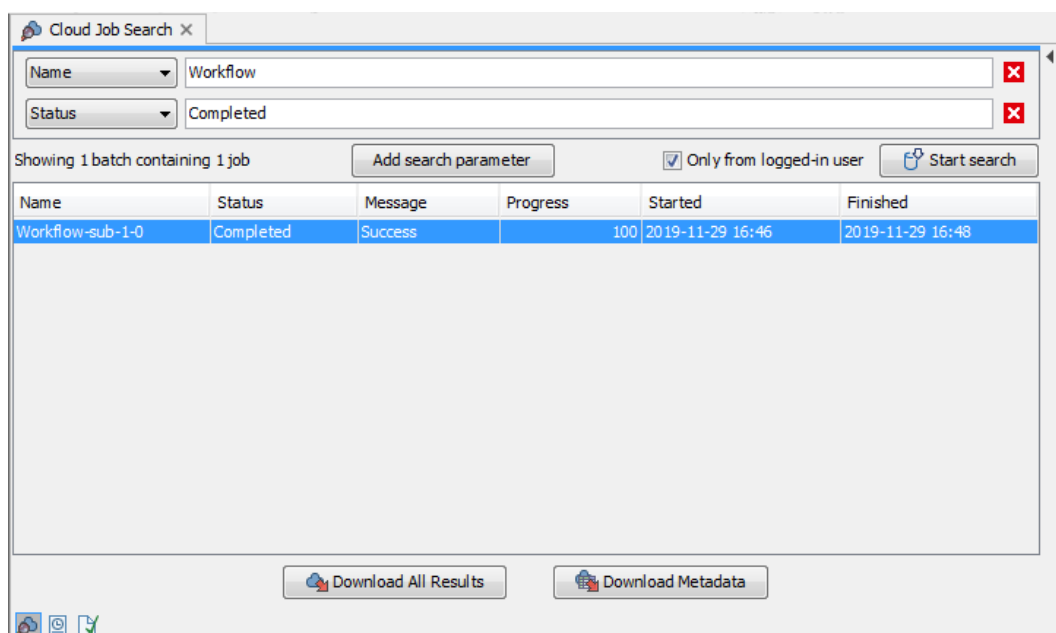 Cloud Job Search
Name Workflow
Status Completed
Showing 1 batch containing 1 job Add search parameter Only from logged-in user Start search
Name Status Message Progress Started Finished
Workflow-sub-1-0 Completed Success 100 2019-11-29 16:46 2019-11-29 16:48
Download All Results Download Metadata